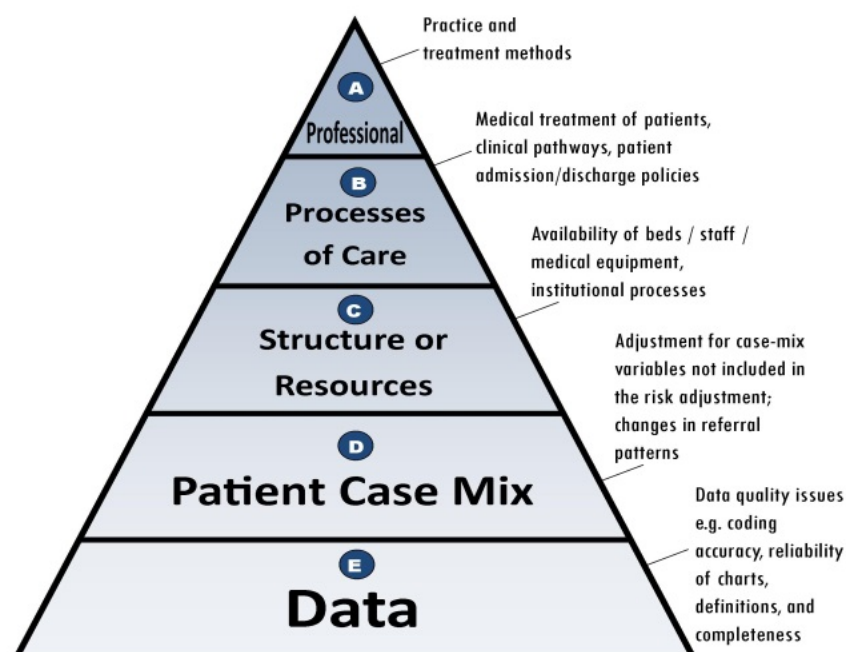 Practice and
treatment methods
A
Professional
Medical treatment of patients,
clinical pathways, patient
admission/discharge policies
B
Processes
of Care
Availability of beds / staff /
medical equipment,
institutional processes
C
Structure or
Resources
Adjustment for case-mix
variables not included in
the risk adjustment;
changes in referral
patterns
D
Patient Case Mix
Data quality issues
e.g. coding
accuracy, reliability
of charts,
definitions, and
completeness
E
Data